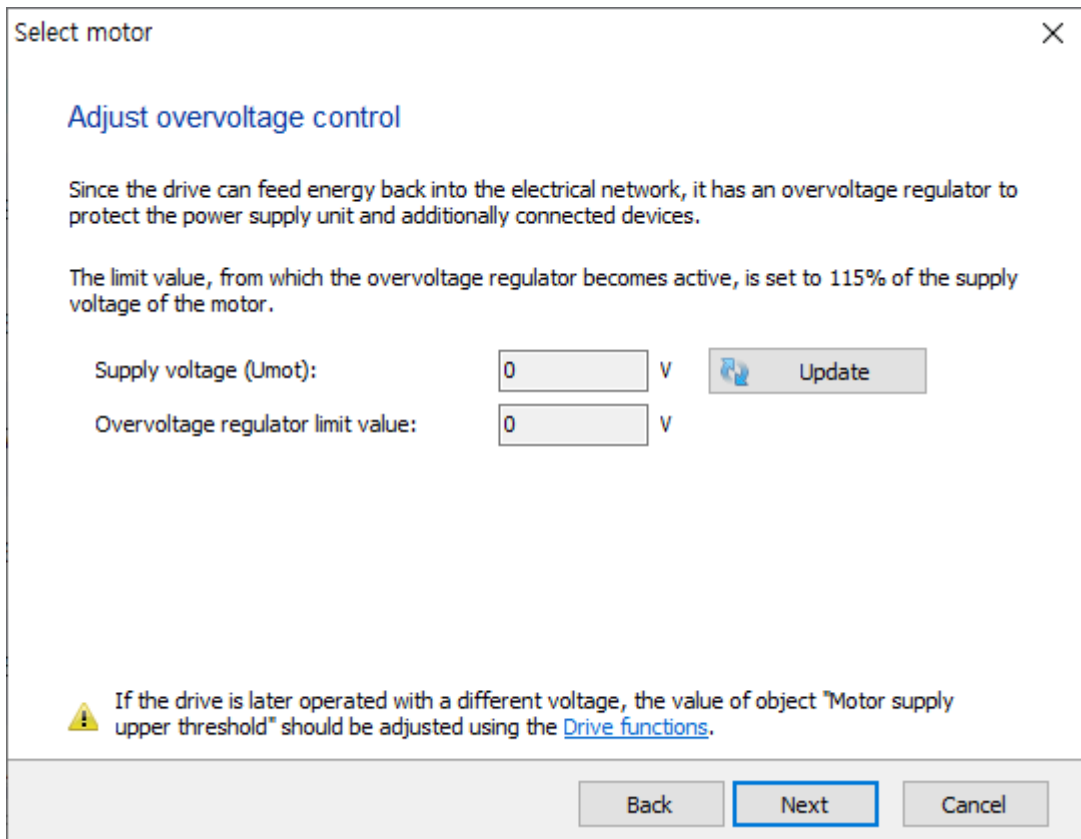 Select motor
Adjust overvoltage control
Since the drive can feed energy back into the electrical network, it has an overvoltage regulator to
protect the power supply unit and additionally connected devices.
The limit value, from which the overvoltage regulator becomes active, is set to 115% of the supply
voltage of the motor.
Supply voltage (Umot): 0 V Update
Overvoltage regulator limit value: 0 V
If the drive is later operated with a different voltage, the value of object "Motor supply
upper threshold" should be adjusted using the Drive functions.
Back Next Cancel